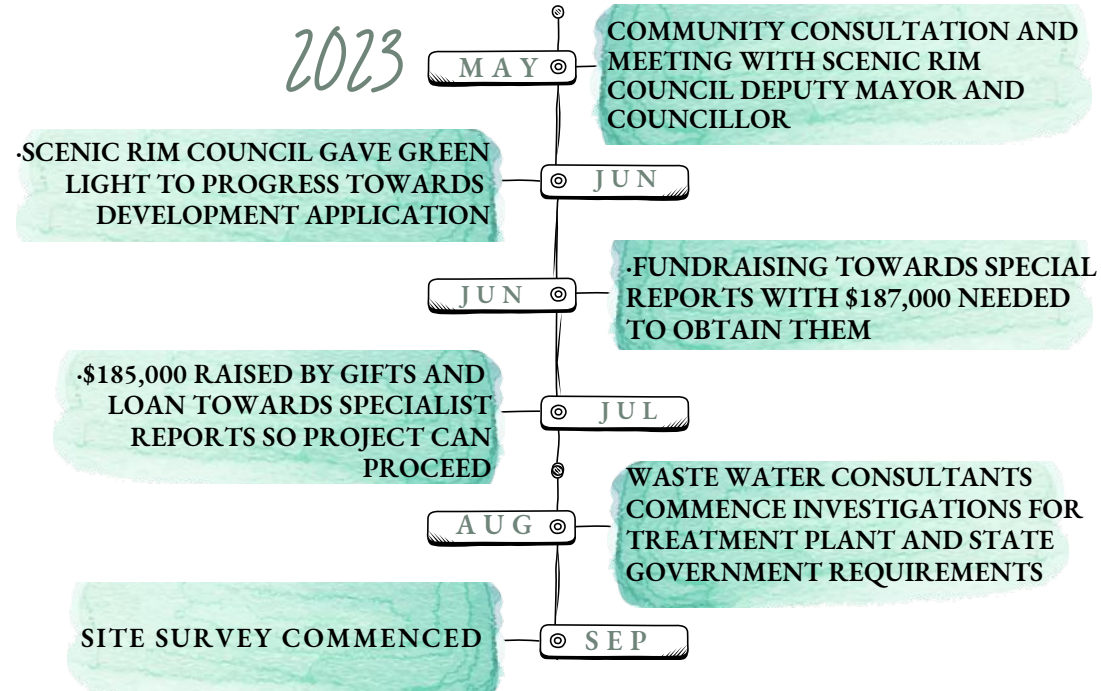 2023
MAY
COMMUNITY CONSULTATION AND
MEETING WITH SCENIC RIM
COUNCIL DEPUTY MAYOR AND
COUNCILLOR
·SCENIC RIM COUNCIL GAVE GREEN
LIGHT TO PROGRESS TOWARDS
DEVELOPMENT APPLICATION
JUN
JUN
·FUNDRAISING TOWARDS SPECIAL
REPORTS WITH $187,000 NEEDED
TO OBTAIN THEM
·$185,000 RAISED BY GIFTS AND
LOAN TOWARDS SPECIALIST
REPORTS SO PROJECT CAN
PROCEED
JUL
AUG
WASTE WATER CONSULTANTS
COMMENCE INVESTIGATIONS FOR
TREATMENT PLANT AND STATE
GOVERNMENT REQUIREMENTS
SITE SURVEY COMMENCED
SEP